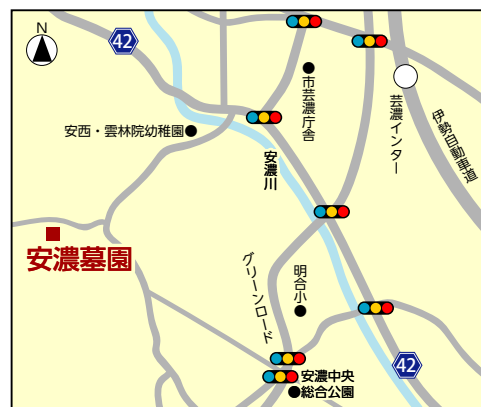 N
42
市芸濃庁舎
芸濃インター
伊勢自動車道
安西・雲林院幼稚園
安濃川
安濃墓園
グリーンロード
明合小
42
安濃中央
総合公園